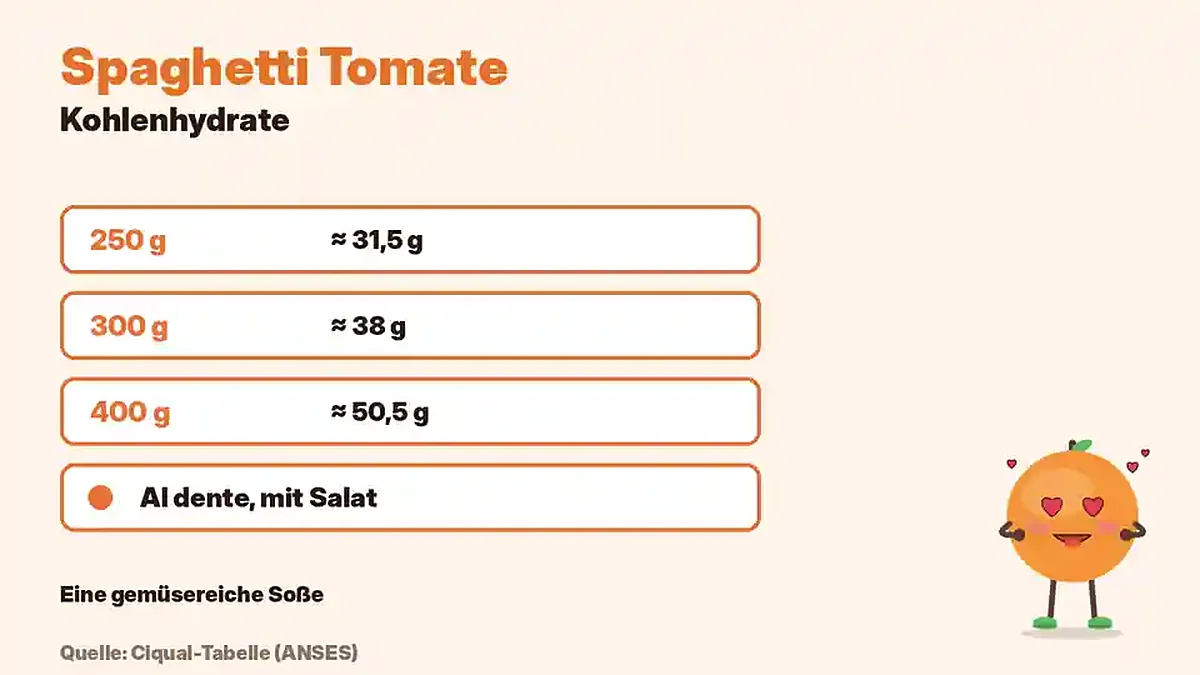 Spaghetti Tomate
Kohlenhydrate
250 g ≈ 31,5 g
300 g ≈ 38 g
400 g ≈ 50,5 g
Al dente, mit Salat
Eine gemüsereiche Soße
Quelle: Ciqual-Tabelle (ANSES)